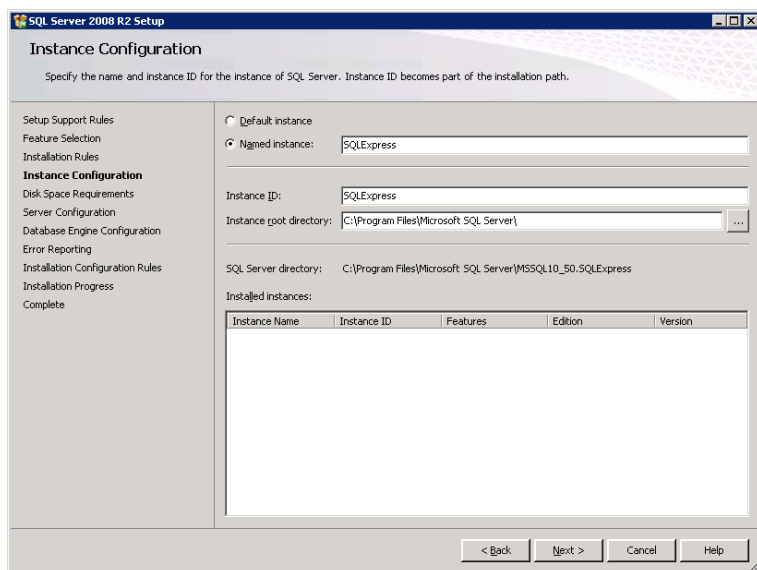 SQL Server 2008 R2 Setup
Instance Configuration
Specify the name and instance ID for the instance of SQL Server. Instance ID becomes part of the installation path.
Setup Support Rules
Feature Selection
Installation Rules
Instance Configuration
Disk Space Requirements
Server Configuration
Database Engine Configuration
Error Reporting
Installation Configuration Rules
Installation Progress
Complete
Default instance
Named instance: SQLExpress
Instance ID: SQLExpress
Instance root directory: C:\Program Files\Microsoft SQL Server\ ...
SQL Server directory: C:\Program Files\Microsoft SQL Server\MSSQL10_50.SQLExpress
Installed instances:
Instance Name Instance ID Features Edition Version
< Back Next > Cancel Help